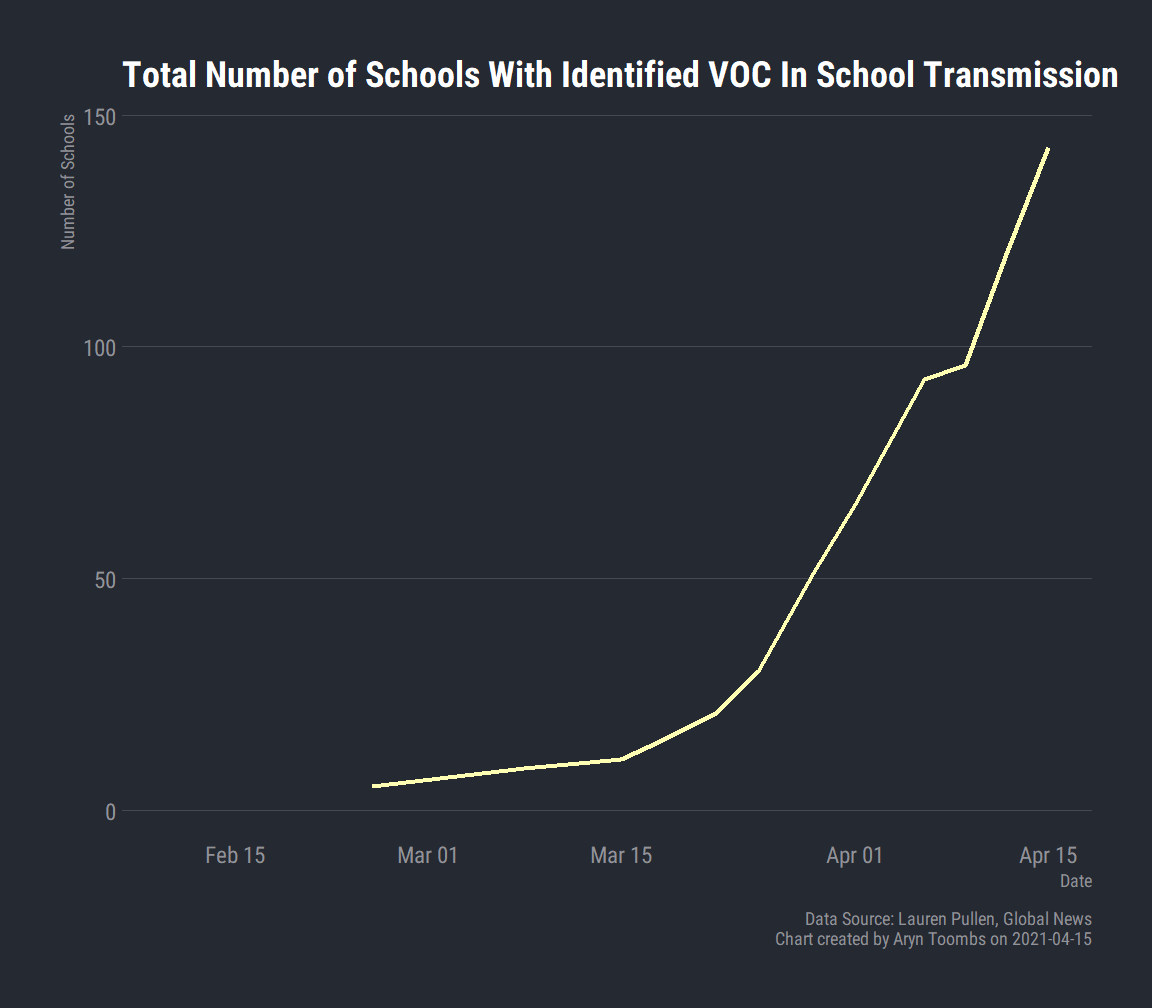 Total Number of Schools With Identified VOC In School Transmission
Number of Schools
150
100
50
0
Feb 15
Mar 01
Mar 15
Apr 01
Apr 15
Date
Data Source: Lauren Pullen, Global News
Chart created by Aryn Toombs on 2021-04-15